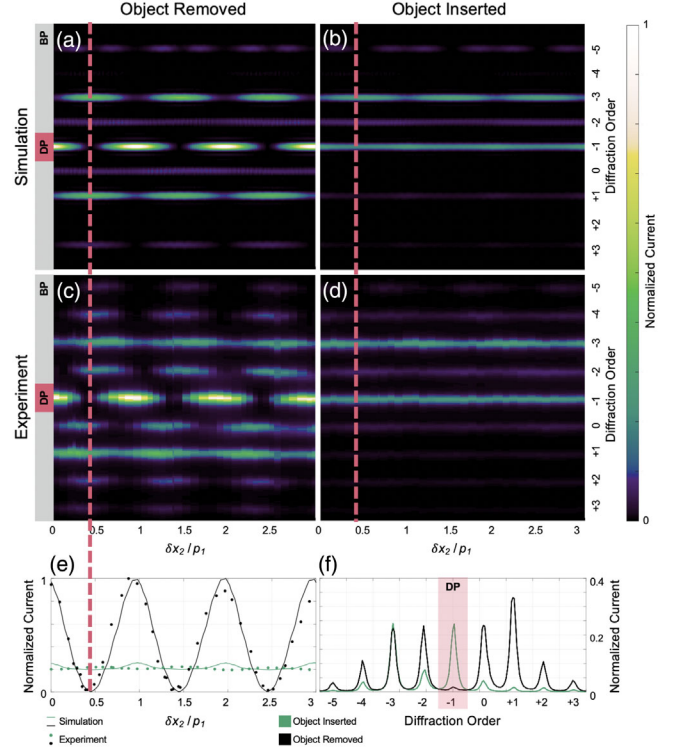 Object Removed
Object Inserted
(a)
(b)
BP
DP
Simulation
-5
-4
-3
-2
-1
0
+1
+2
+3
Diffraction Order
1
0
Normalized Current
(c)
(d)
BP
DP
Experiment
-5
-4
-3
-2
-1
0
+1
+2
+3
Diffraction Order
0 0.5 1 1.5 2 2.5 3
0 0.5 1 1.5 2 2.5 3
δx₂ / p₁
δx₂ / p₁
(e)
(f)
1
0
Normalized Current
DP
0.4
0.2
0
Normalized Current
0 0.5 1 1.5 2 2.5 3
-5 -4 -3 -2 -1 0 +1 +2 +3
δx₂ / p₁
Diffraction Order
Simulation
Experiment
Object Inserted
Object Removed